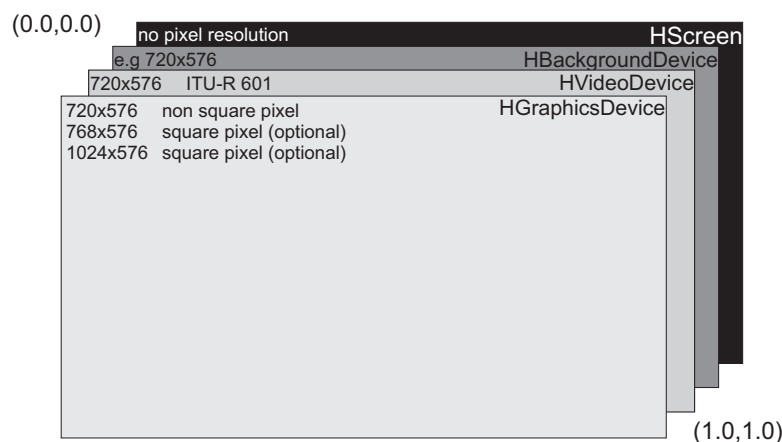 (0.0,0.0)
no pixel resolution HScreen
e.g 720x576 HBackgroundDevice
720x576 ITU-R 601 HVideoDevice
720x576 non square pixel HGraphicsDevice
768x576 square pixel (optional)
1024x576 square pixel (optional)
(1.0,1.0)